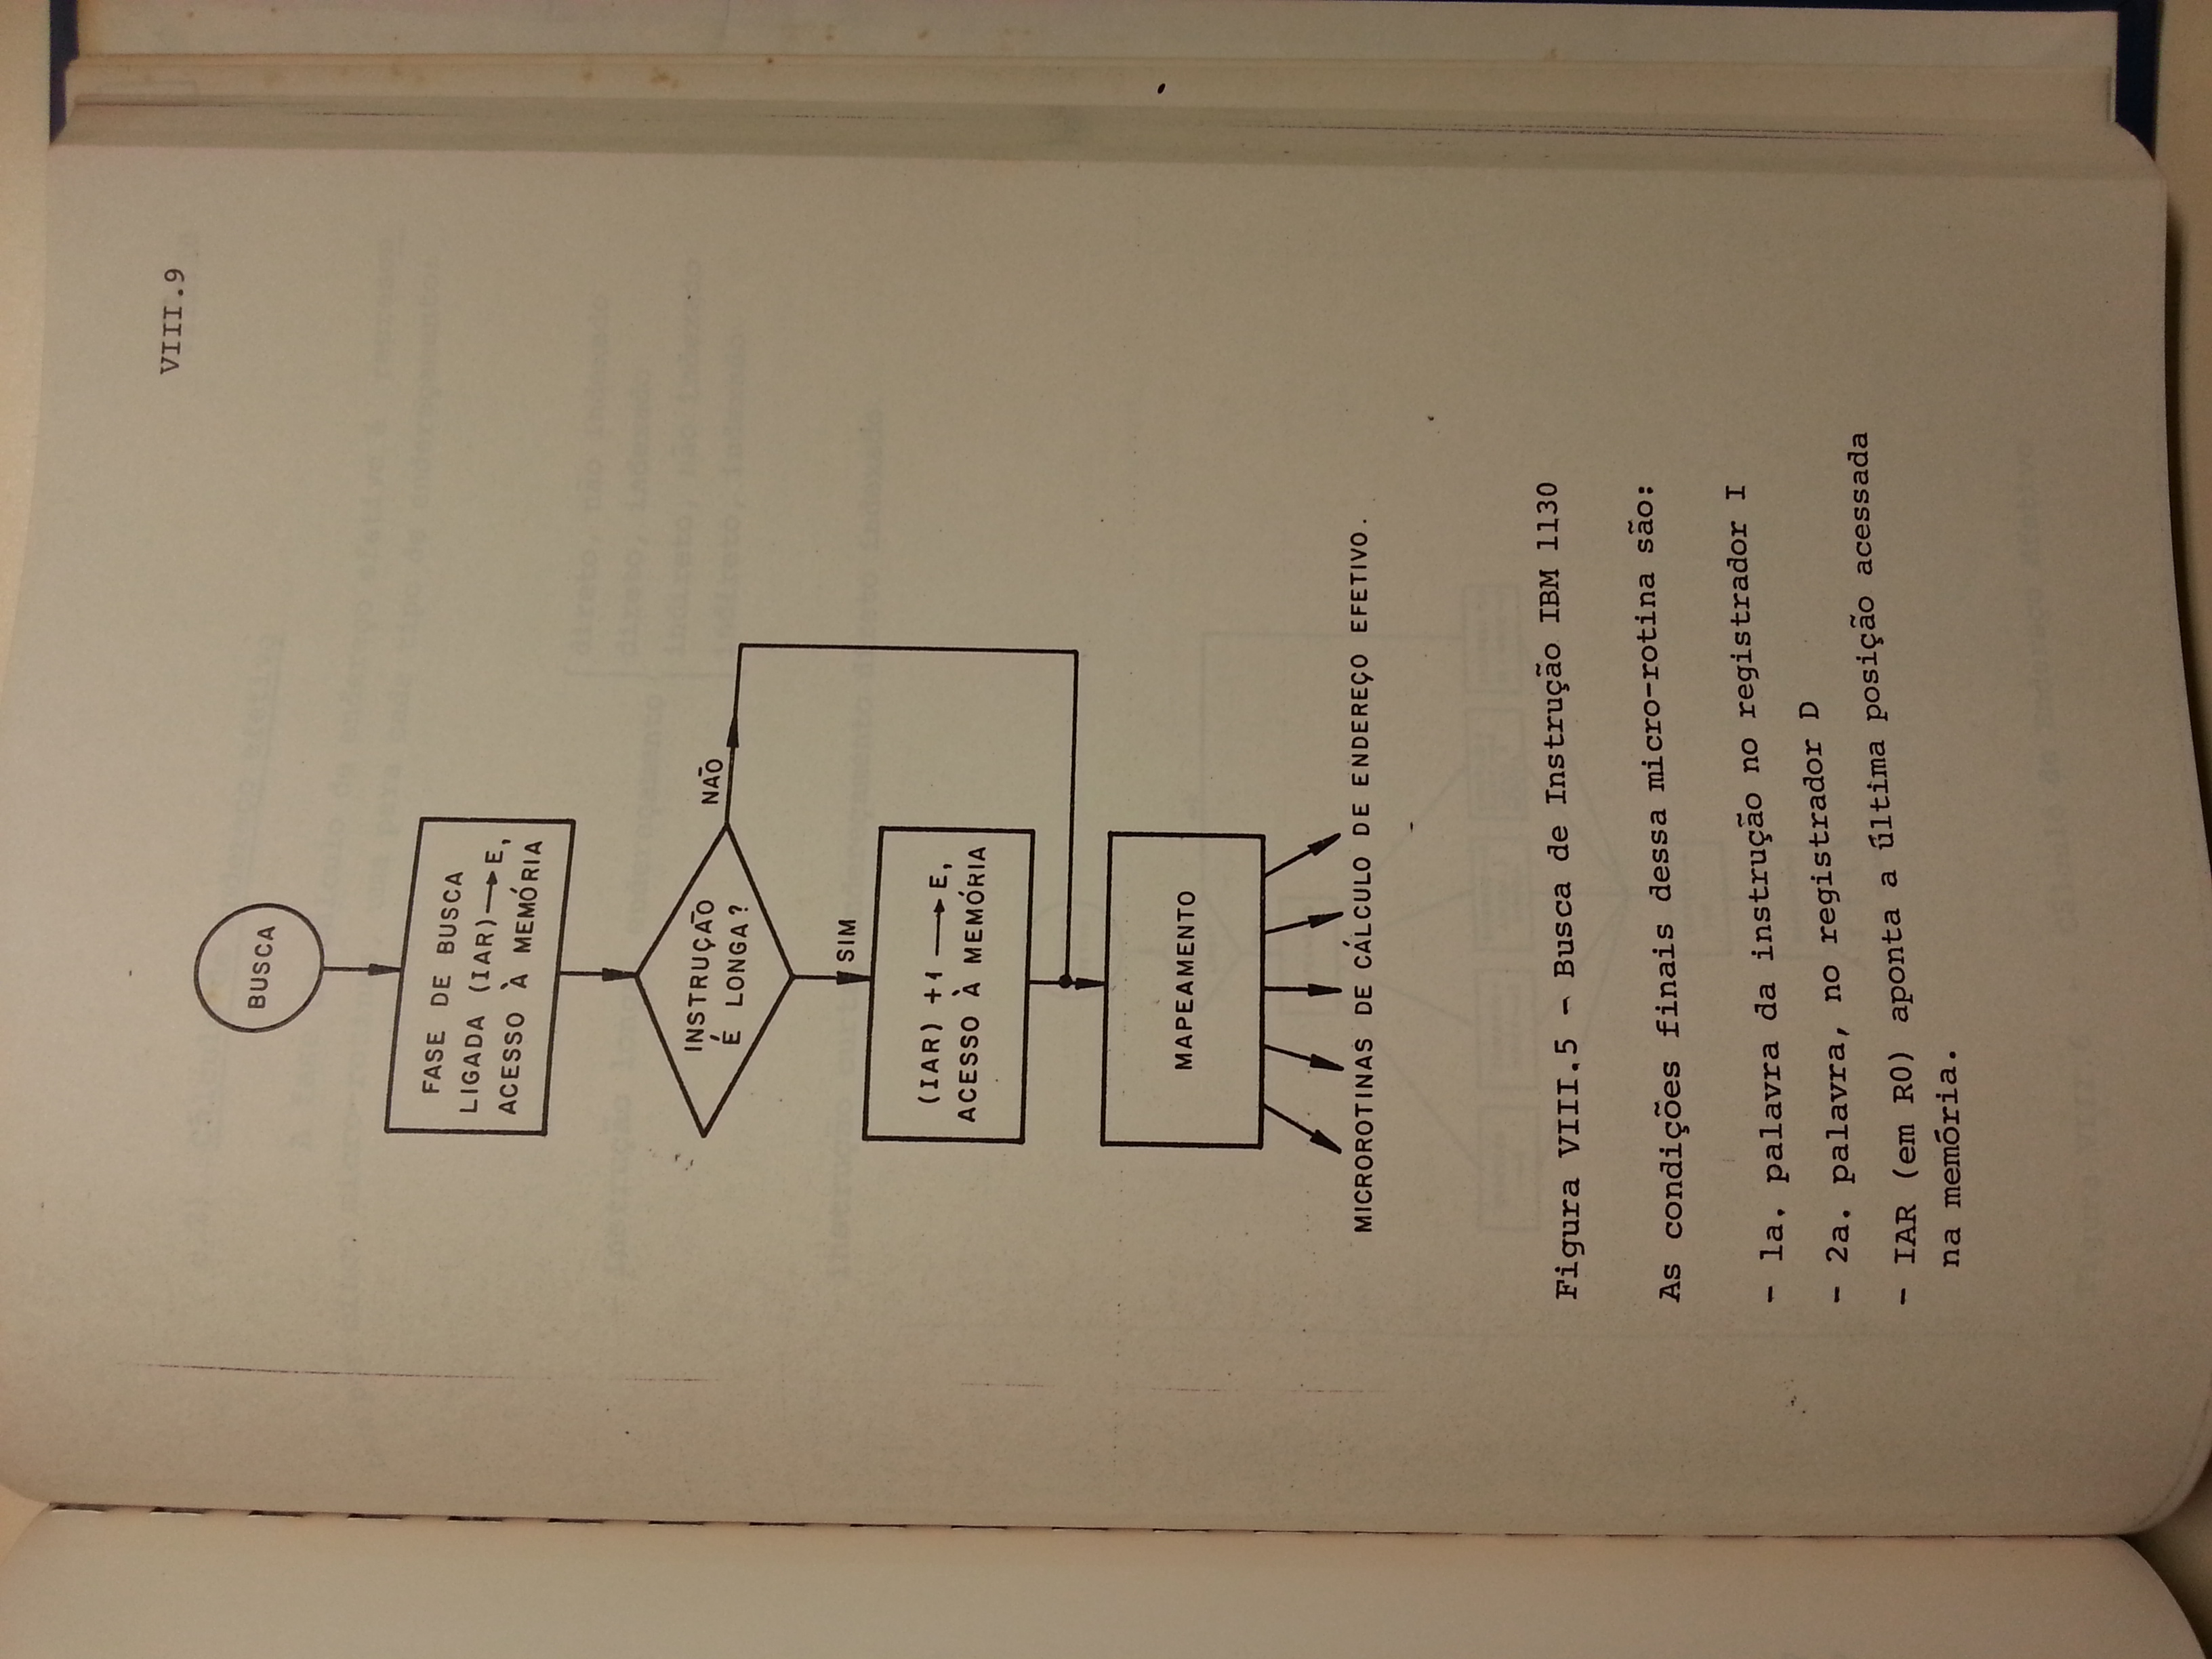 VIII.9
BUSCA
FASE DE BUSCA
LIGADA (IAR)→E,
ACESSO À MEMÓRIA
INSTRUÇÃO
É LONGA?
NÃO
SIM
(IAR) +1 → E,
ACESSO À MEMÓRIA
MAPEAMENTO
MICROROTINAS DE CÁLCULO DE ENDEREÇO EFETIVO.
Figura VIII.5 - Busca de Instrução IBM 1130
As condições finais dessa micro-rotina são:
- 1a. palavra da instrução no registrador I
- 2a. palavra, no registrador D
- IAR (em R0) aponta a última posição acessada
na memória.